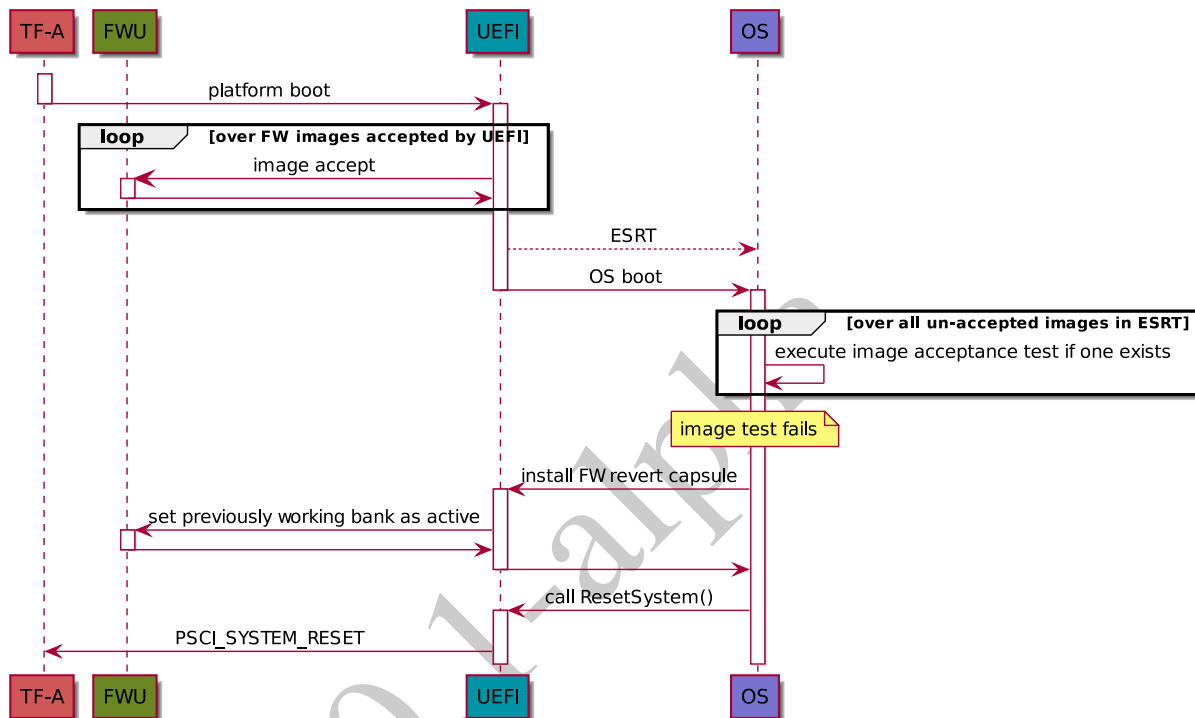 TF-A FWU UEFI OS
platform boot
loop [over FW images accepted by UEFI]
image accept
ESRT
OS boot
loop [over all un-accepted images in ESRT]
execute image acceptance test if one exists
image test fails
install FW revert capsule
set previously working bank as active
call ResetSystem()
PSCI_SYSTEM_RESET
TF-A FWU UEFI OS